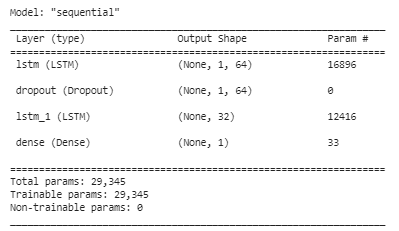 Model: "sequential"
Layer (type) Output Shape Param #
lstm (LSTM) (None, 1, 64) 16896
dropout (Dropout) (None, 1, 64) 0
lstm_1 (LSTM) (None, 32) 12416
dense (Dense) (None, 1) 33
Total params: 29,345
Trainable params: 29,345
Non-trainable params: 0